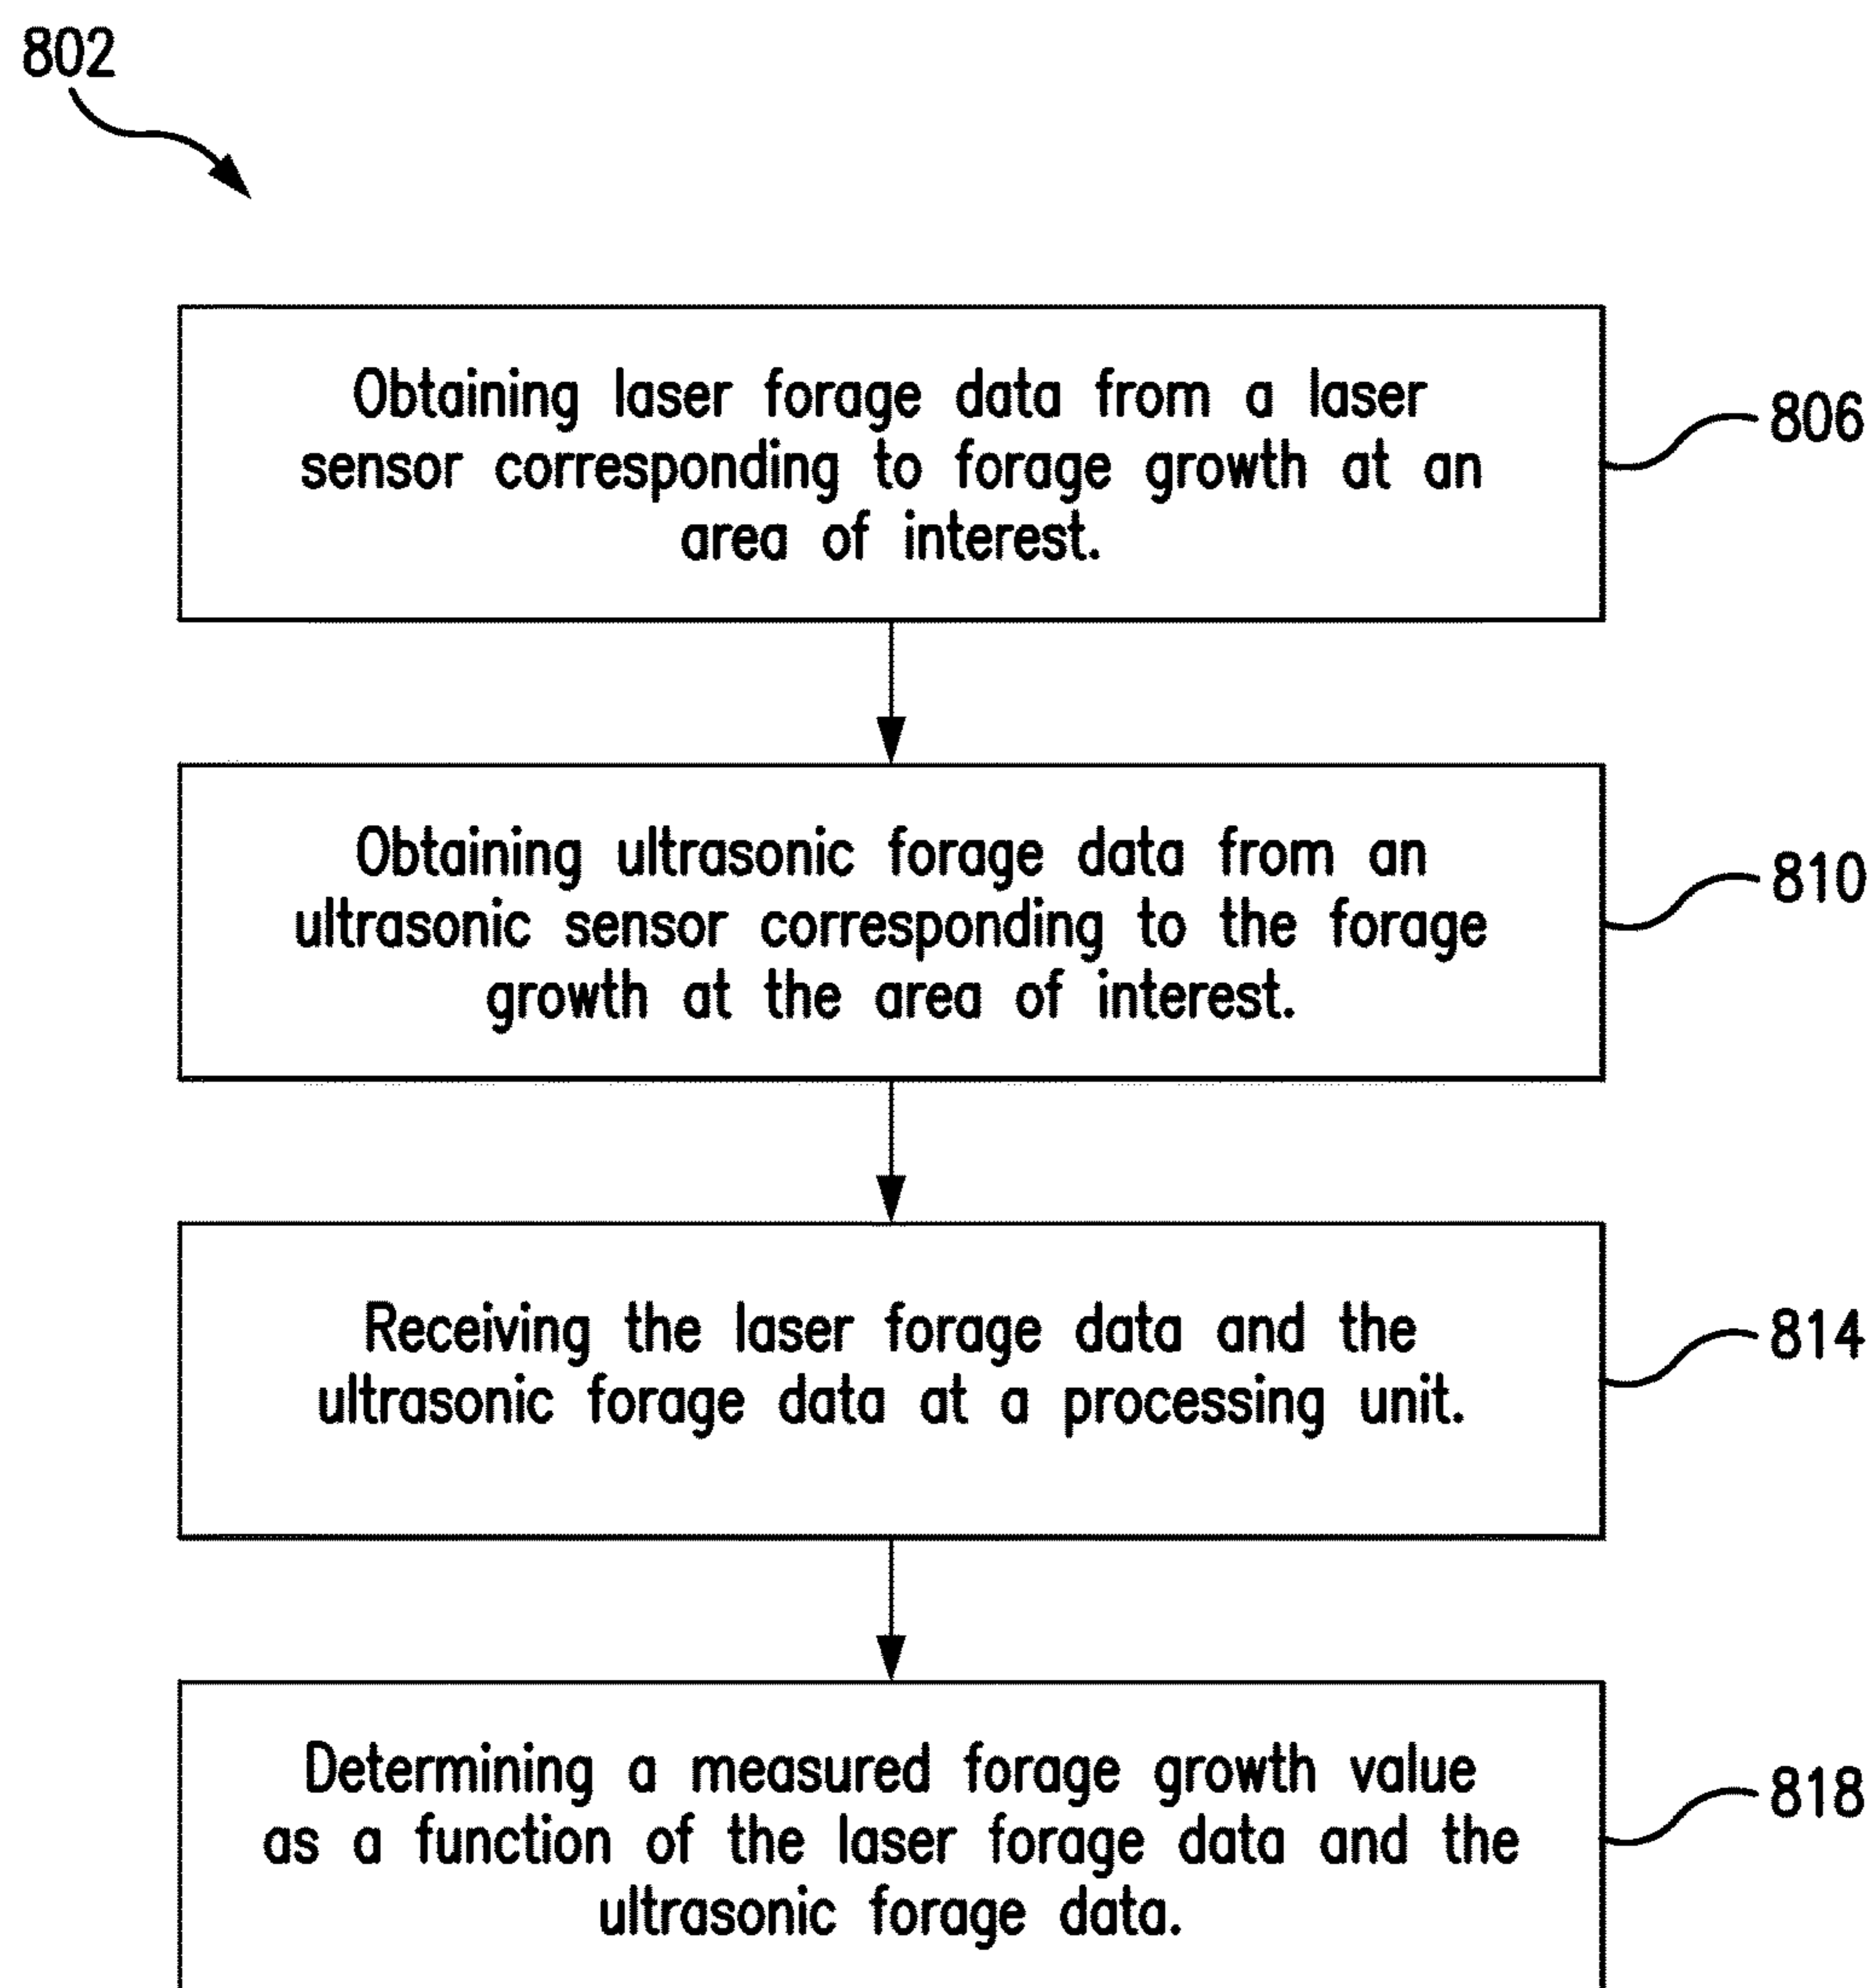 802
Obtaining laser forage data from a laser
sensor corresponding to forage growth at an
area of interest.
806
Obtaining ultrasonic forage data from an
ultrasonic sensor corresponding to the forage
growth at the area of interest.
810
Receiving the laser forage data and the
ultrasonic forage data at a processing unit.
814
Determining a measured forage growth value
as a function of the laser forage data and the
ultrasonic forage data.
818